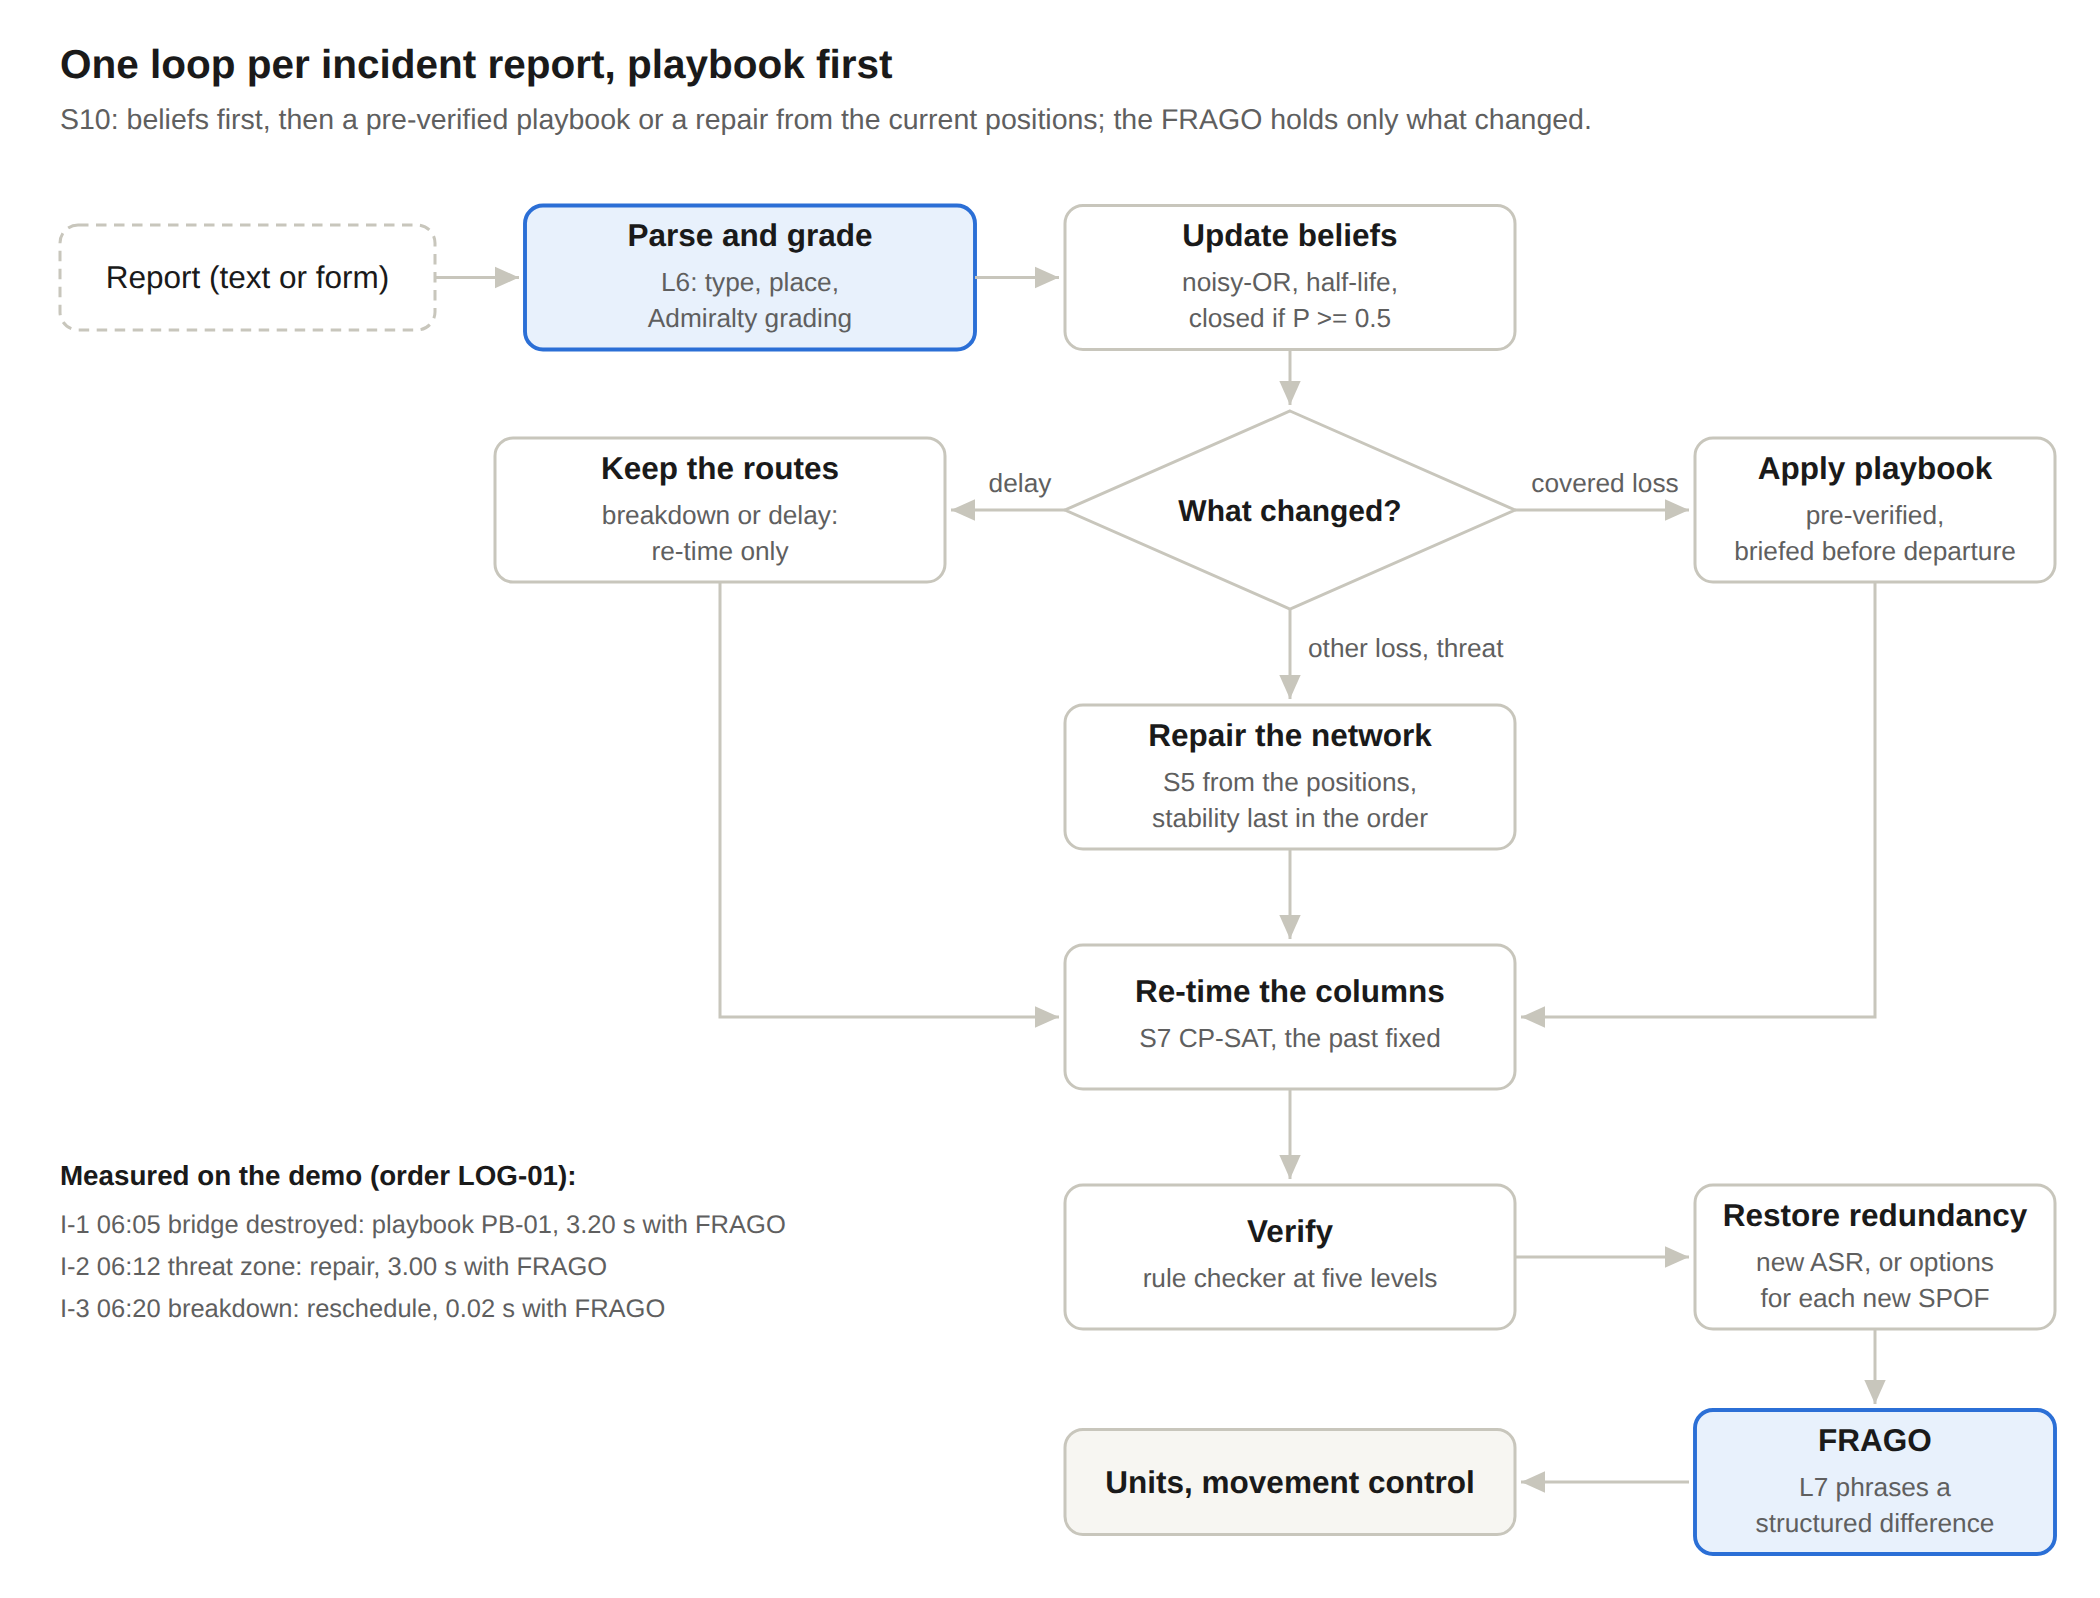 One loop per incident report, playbook first
S10: beliefs first, then a pre-verified playbook or a repair from the current positions; the FRAGO holds only what changed.
Report (text or form)
Parse and grade
L6: type, place,
Admiralty grading
Update beliefs
noisy-OR, half-life,
closed if P >= 0.5
Keep the routes
breakdown or delay:
re-time only
delay
What changed?
covered loss
Apply playbook
pre-verified,
briefed before departure
other loss, threat
Repair the network
S5 from the positions,
stability last in the order
Re-time the columns
S7 CP-SAT, the past fixed
Measured on the demo (order LOG-01):
I-1 06:05 bridge destroyed: playbook PB-01, 3.20 s with FRAGO
I-2 06:12 threat zone: repair, 3.00 s with FRAGO
I-3 06:20 breakdown: reschedule, 0.02 s with FRAGO
Verify
rule checker at five levels
Restore redundancy
new ASR, or options
for each new SPOF
Units, movement control
FRAGO
L7 phrases a
structured difference